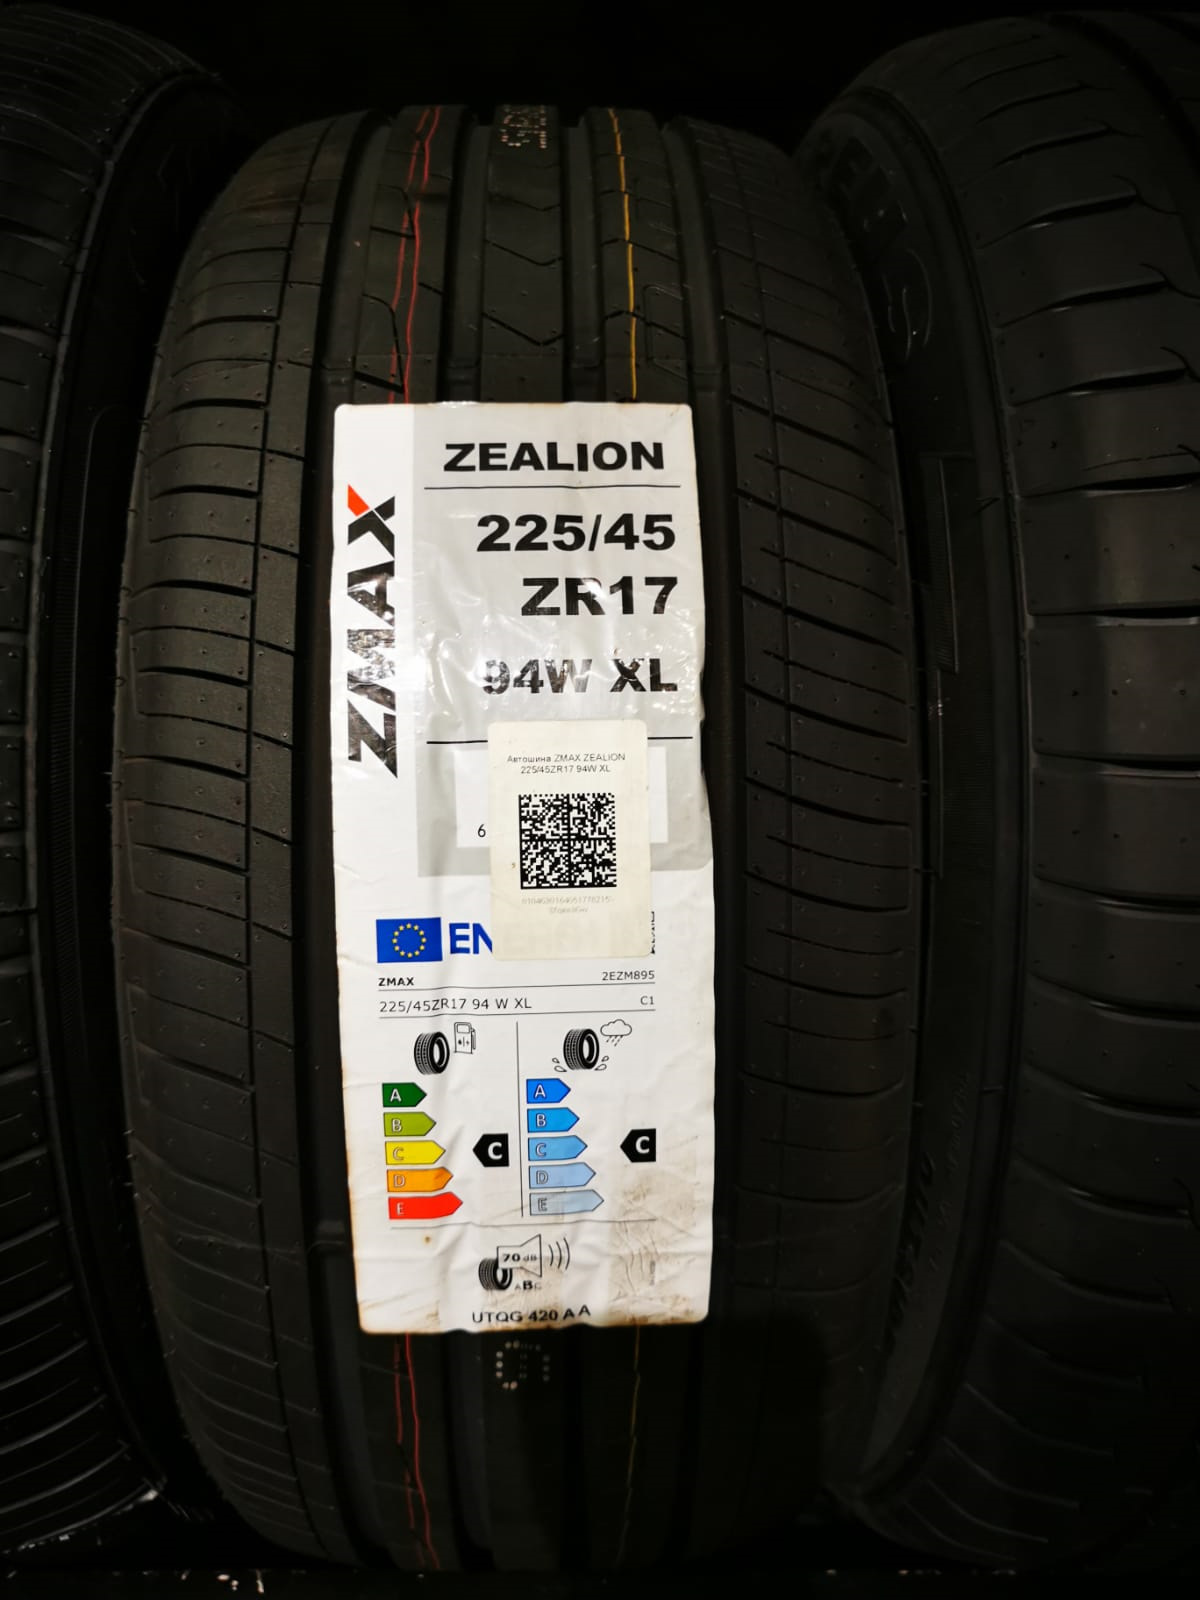 ZEALION
225/45
ZR17
94W XL
ZMAX
Автошина ZMAX ZEALION
225/45ZR17 94W XL
6
EN
ZMAX 2EZM895
225/45ZR17 94 W XL C1
A A
B B
C C C C
D D
E E
70 dB
ABC
UTQG 420 A A